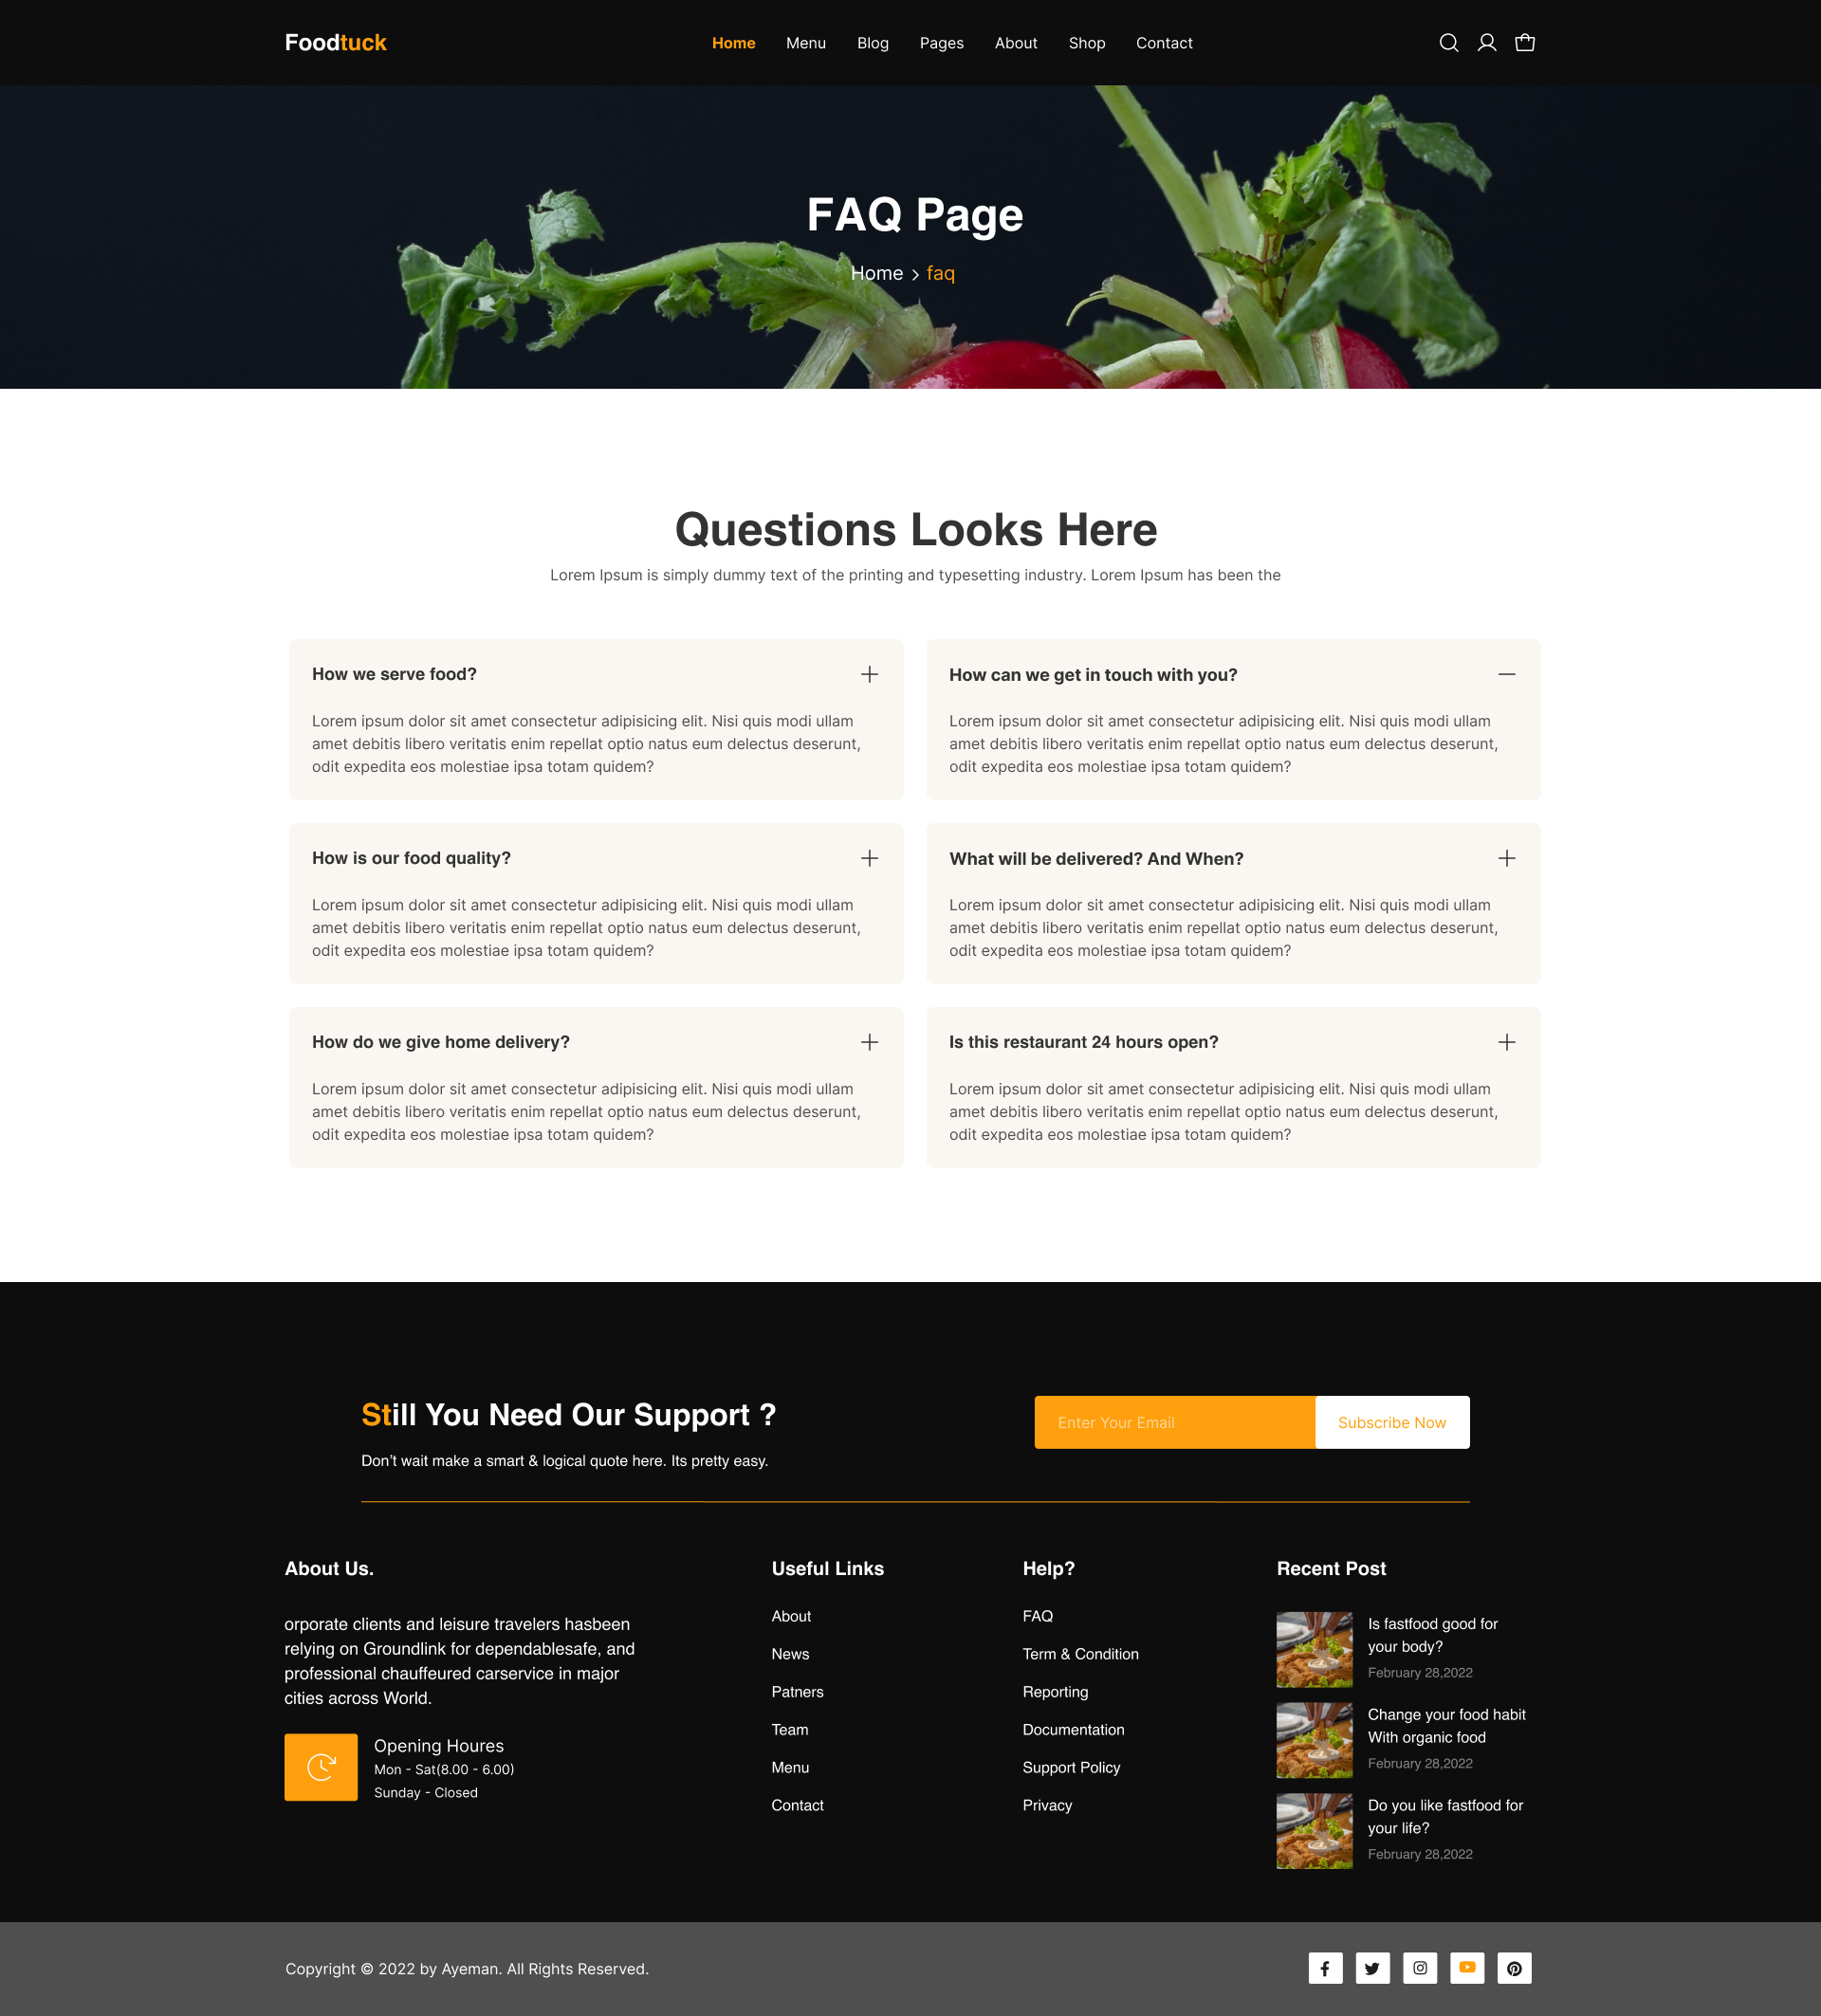 Foodtuck
Home Menu Blog Pages About Shop Contact
FAQ Page
Home > faq
Questions Looks Here
Lorem Ipsum is simply dummy text of the printing and typesetting industry. Lorem Ipsum has been the
How we serve food?
Lorem ipsum dolor sit amet consectetur adipisicing elit. Nisi quis modi ullam
amet debitis libero veritatis enim repellat optio natus eum delectus deserunt,
odit expedita eos molestiae ipsa totam quidem?
How can we get in touch with you?
Lorem ipsum dolor sit amet consectetur adipisicing elit. Nisi quis modi ullam
amet debitis libero veritatis enim repellat optio natus eum delectus deserunt,
odit expedita eos molestiae ipsa totam quidem?
How is our food quality?
Lorem ipsum dolor sit amet consectetur adipisicing elit. Nisi quis modi ullam
amet debitis libero veritatis enim repellat optio natus eum delectus deserunt,
odit expedita eos molestiae ipsa totam quidem?
What will be delivered? And When?
Lorem ipsum dolor sit amet consectetur adipisicing elit. Nisi quis modi ullam
amet debitis libero veritatis enim repellat optio natus eum delectus deserunt,
odit expedita eos molestiae ipsa totam quidem?
How do we give home delivery?
Lorem ipsum dolor sit amet consectetur adipisicing elit. Nisi quis modi ullam
amet debitis libero veritatis enim repellat optio natus eum delectus deserunt,
odit expedita eos molestiae ipsa totam quidem?
Is this restaurant 24 hours open?
Lorem ipsum dolor sit amet consectetur adipisicing elit. Nisi quis modi ullam
amet debitis libero veritatis enim repellat optio natus eum delectus deserunt,
odit expedita eos molestiae ipsa totam quidem?
Still You Need Our Support ?
Don't wait make a smart & logical quote here. Its pretty easy.
Enter Your Email
Subscribe Now
About Us.
orporate clients and leisure travelers hasbeen
relying on Groundlink for dependablesafe, and
professional chauffeured carservice in major
cities across World.
Opening Houres
Mon - Sat(8.00 - 6.00)
Sunday - Closed
Useful Links
About
News
Patners
Team
Menu
Contact
Help?
FAQ
Term & Condition
Reporting
Documentation
Support Policy
Privacy
Recent Post
Is fastfood good for
your body?
February 28,2022
Change your food habit
With organic food
February 28,2022
Do you like fastfood for
your life?
February 28,2022
Copyright © 2022 by Ayeman. All Rights Reserved.